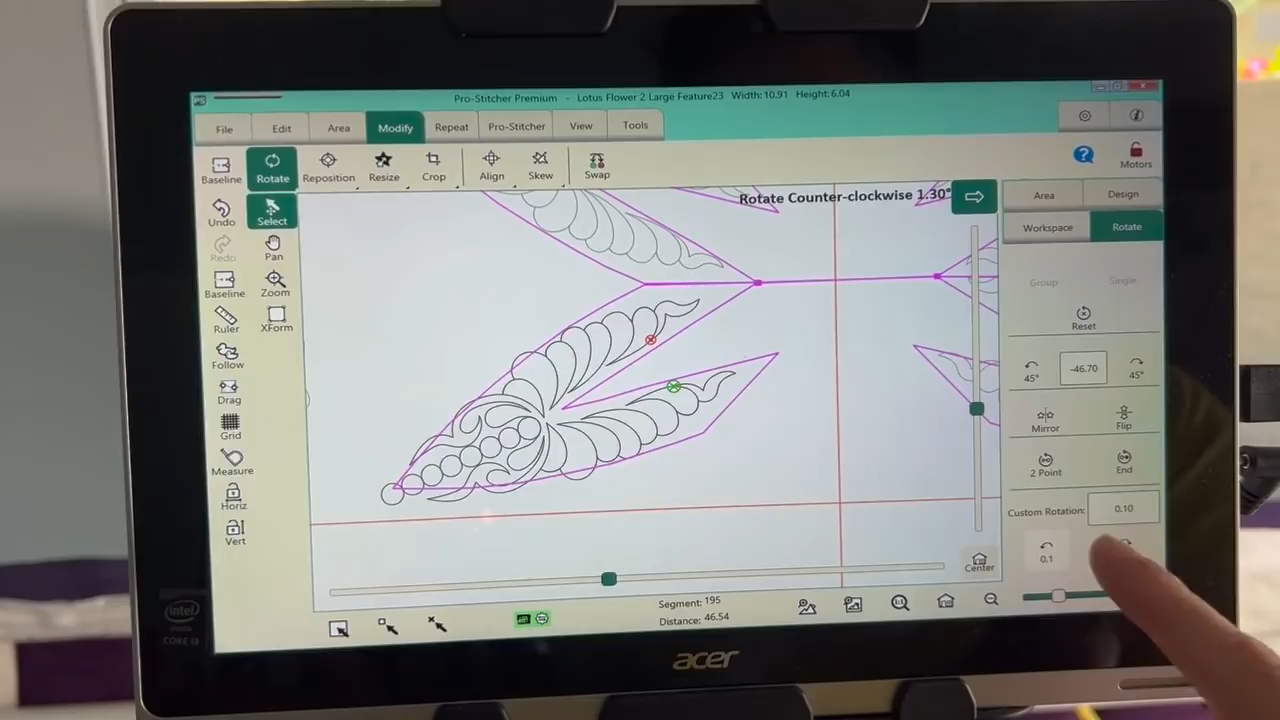 Pro-Stitcher Premium - Lotus Flower 2 Large Feature23 Width:10.91 Height:6.04
File Edit Area Modify Repeat Pro-Stitcher View Tools
Baseline Rotate Reposition Resize Crop Align Skew Swap Motors
Rotate Counter-clockwise 1.30°
Area Design
Undo Select
Workspace Rotate
Redo Pan
Group Single
Baseline Zoom
Ruler XForm
Reset
Follow
45° -46.70 45°
Drag
Mirror Flip
Grid
Measure
2 Point End
Horiz
Custom Rotation: 0.10
Vert
0.1
Center
Segment: 195
Distance: 46.54
1:1
intel
CORE i3
acer